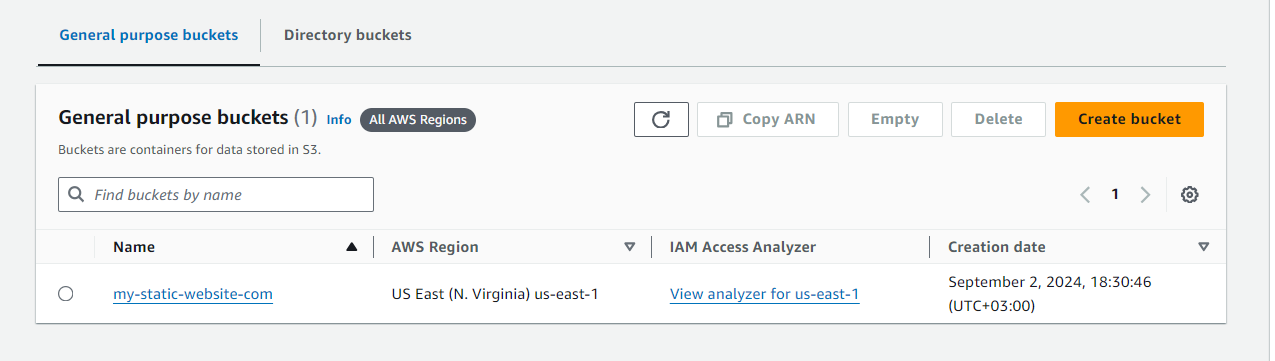 General purpose buckets
Directory buckets
General purpose buckets (1) Info All AWS Regions
Copy ARN
Empty
Delete
Create bucket
Buckets are containers for data stored in S3.
Find buckets by name
1
Name
AWS Region
IAM Access Analyzer
Creation date
my-static-website-com
US East (N. Virginia) us-east-1
View analyzer for us-east-1
September 2, 2024, 18:30:46
(UTC+03:00)